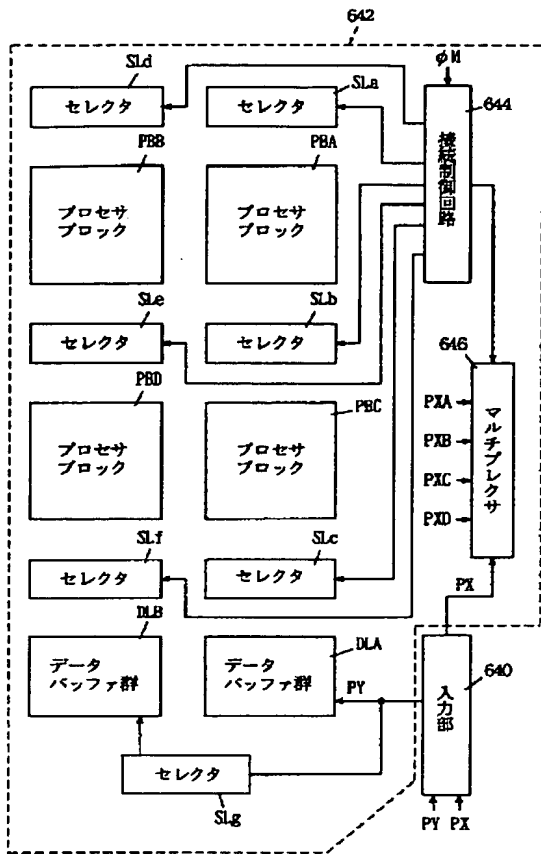 642
SLd
SLa
φM
セレクタ
セレクタ
644
接続制御回路
PBB
PBA
プロセサ
ブロック
プロセサ
ブロック
SLe
SLb
セレクタ
セレクタ
646
PBD
PBC
PXA
PXB
PXC
PXD
マルチプレクサ
プロセサ
ブロック
プロセサ
ブロック
SLf
SLc
セレクタ
セレクタ
PX
DLB
DLA
データ
バッファ群
データ
バッファ群
PY
640
入力部
セレクタ
SLg
PY
PX